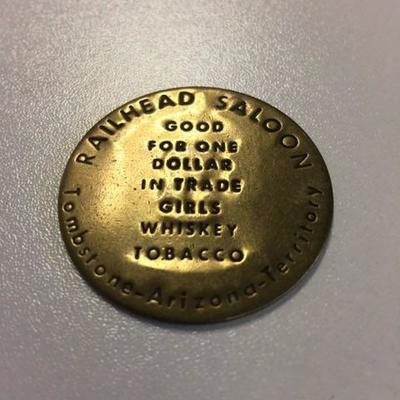 RAILHEAD SALOON
GOOD
FOR ONE
DOLLAR
IN TRADE
GIRLS
WHISKEY
TOBACCO
Tombstone-Arizona-Territory